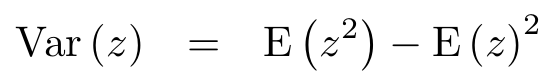 Var (z) = E (z²) − E (z)²